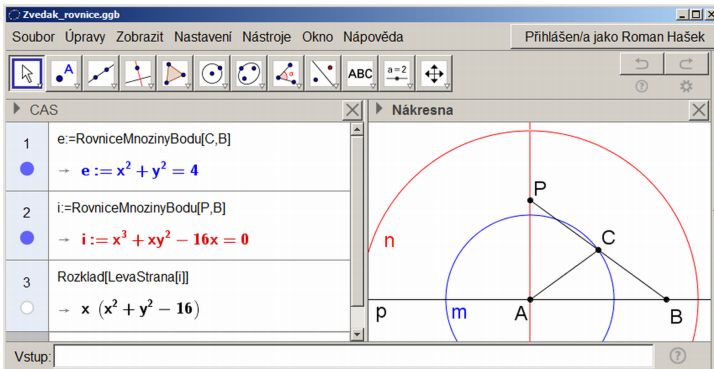 Zvedak_rovnice.ggb
Soubor Úpravy Zobrazit Nastavení Nástroje Okno Nápověda
Přihlášen/a jako Roman Hašek
A
α
ABC
a=2
CAS
1
e:=RovniceMnozinyBodu[C,B]
→ e := x² + y² = 4
2
i:=RovniceMnozinyBodu[P,B]
→ i := x³ + xy² − 16x = 0
3
Rozklad[LevaStrana[i]]
→ x (x² + y² − 16)
Nákresna
P
C
n
p
m
A
B
Vstup: